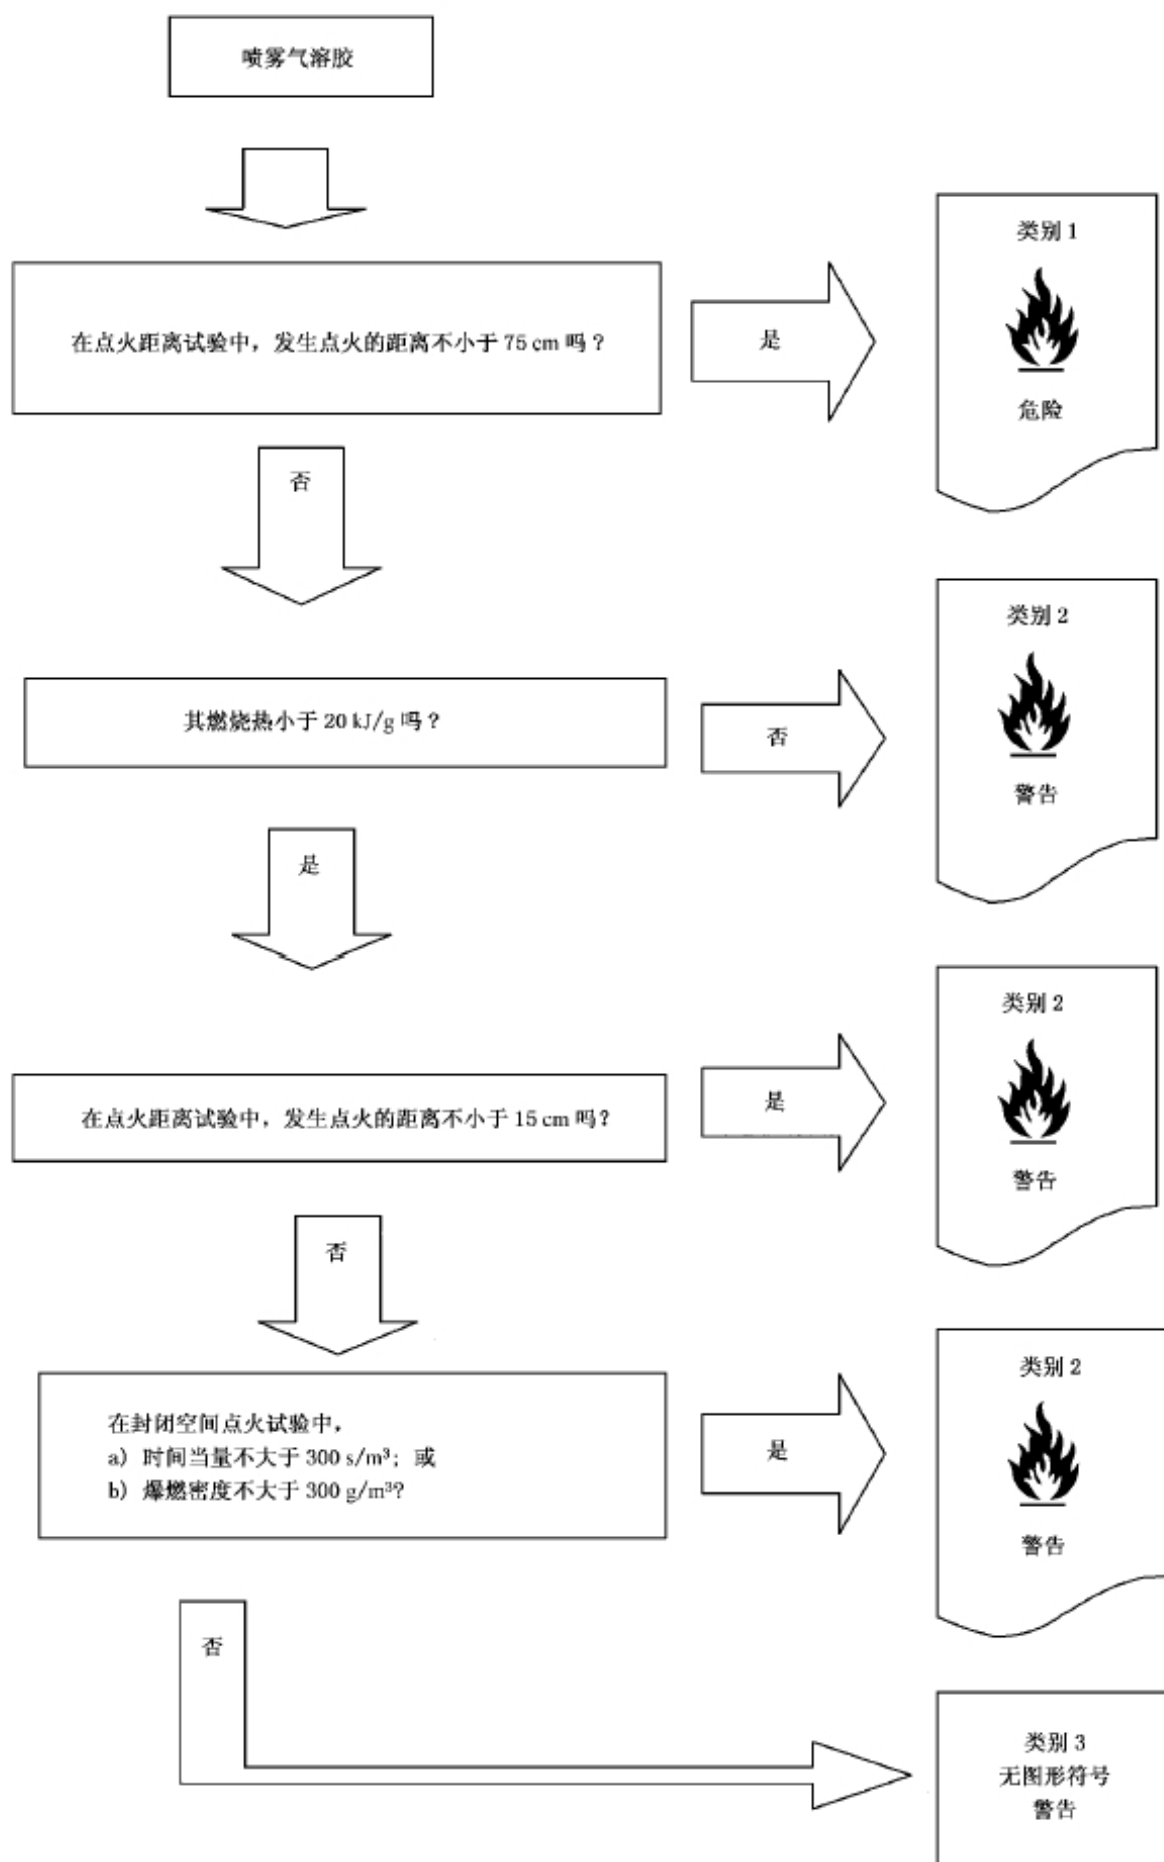 喷雾气溶胶
类别 1
在点火距离试验中，发生点火的距离不小于 75 cm 吗？
是
危险
否
类别 2
其燃烧热小于 20 kJ/g 吗？
否
警告
是
类别 2
在点火距离试验中，发生点火的距离不小于 15 cm 吗？
是
警告
否
类别 2
在封闭空间点火试验中，
a) 时间当量不大于 300 s/m³；或
b) 爆燃密度不大于 300 g/m³？
是
警告
否
类别 3
无图形符号
警告